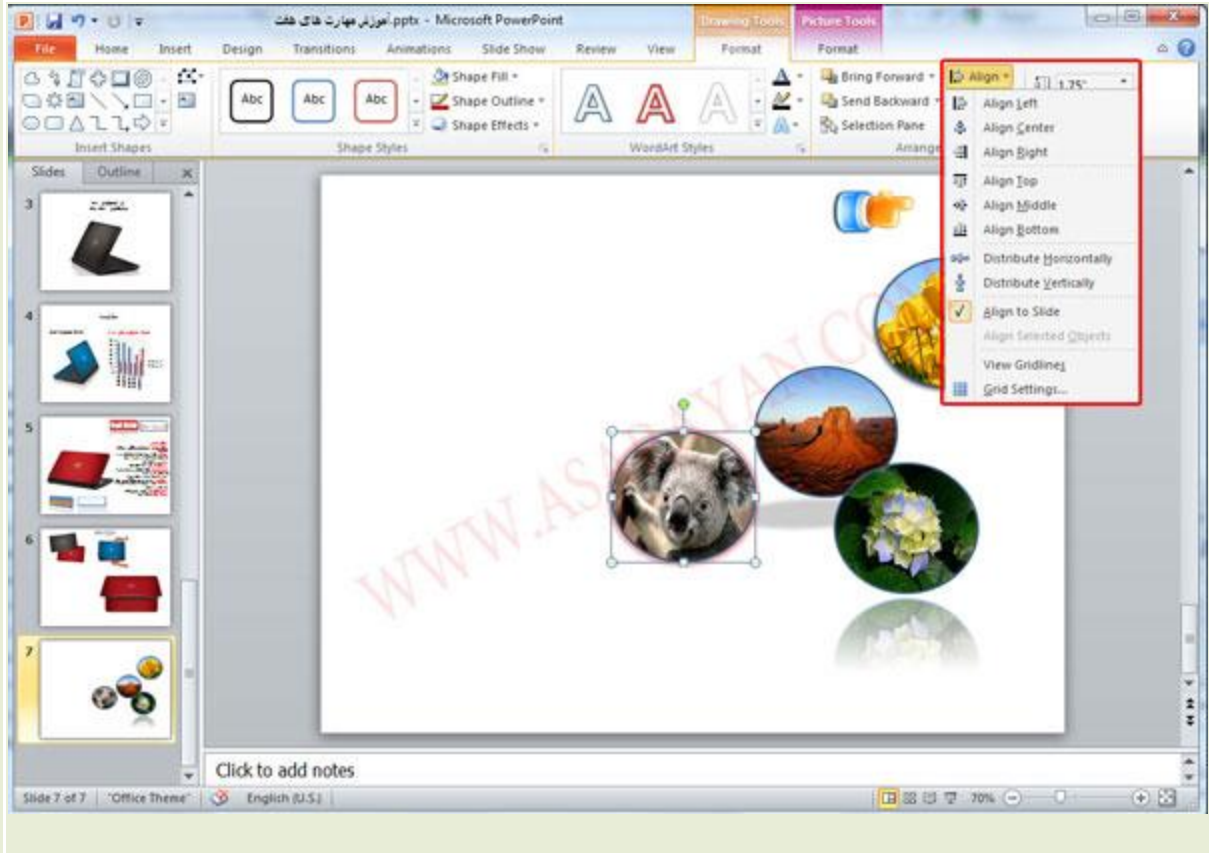 آموزش مهارت های هفت.pptx - Microsoft PowerPoint
Drawing Tools
Picture Tools
File Home Insert Design Transitions Animations Slide Show Review View Format Format
Abc Abc Abc
Shape Fill
Shape Outline
Shape Effects
A A A
Bring Forward
Send Backward
Selection Pane
Align
1.75"
Insert Shapes Shape Styles WordArt Styles Arrange
Align Left
Align Center
Align Right
Align Top
Align Middle
Align Bottom
Distribute Horizontally
Distribute Vertically
Align to Slide
Align Selected Objects
View Gridlines
Grid Settings...
Slides Outline
3
4
5
6
7
WWW.ASARAYAN.COM
Click to add notes
Slide 7 of 7 "Office Theme" English (U.S.) 70%